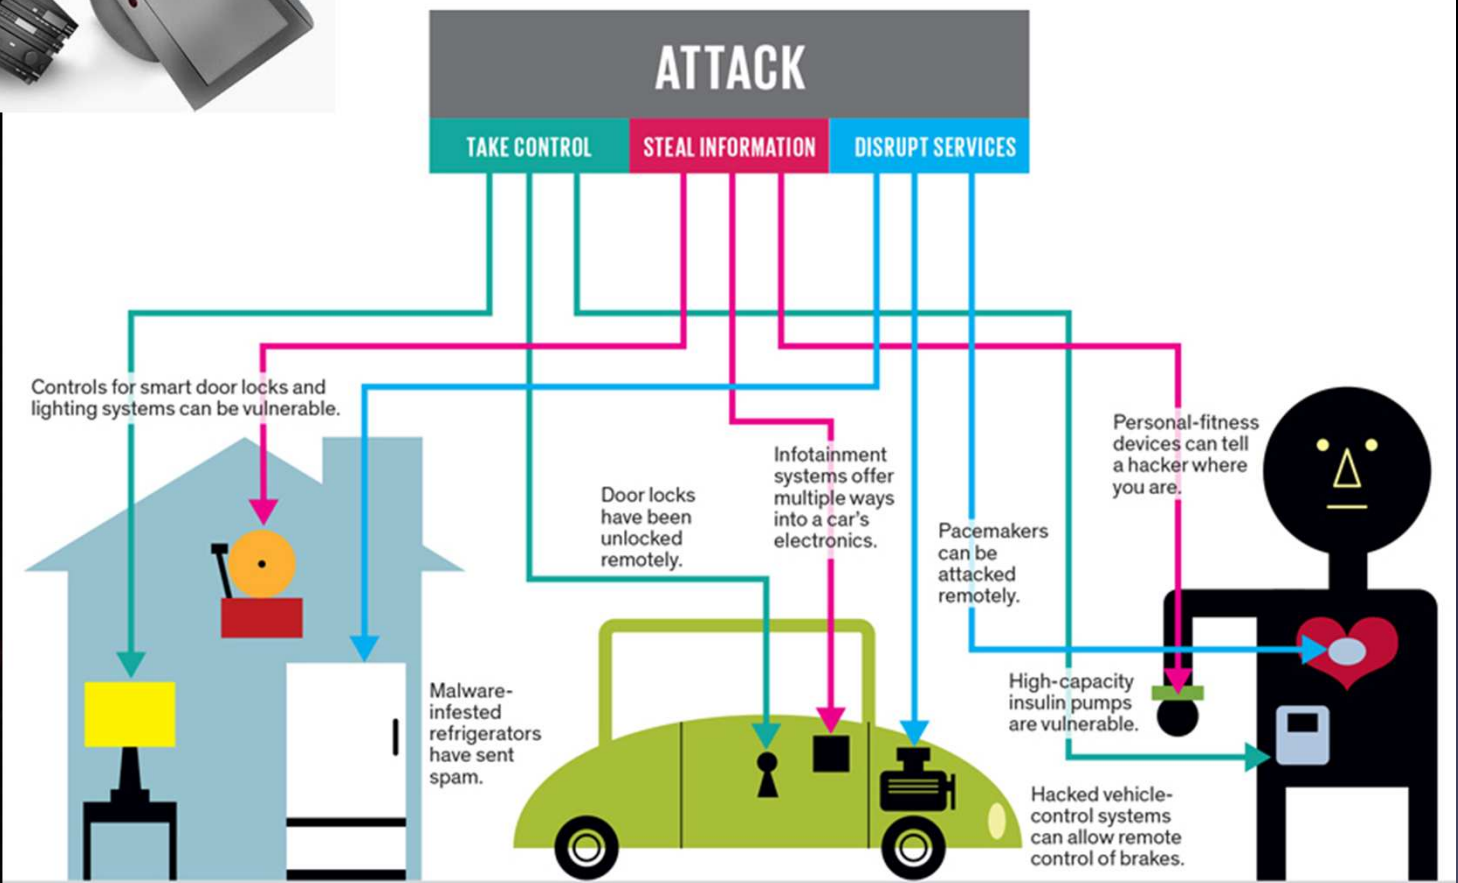 ATTACK
TAKE CONTROL
STEAL INFORMATION
DISRUPT SERVICES
Controls for smart door locks and
lighting systems can be vulnerable.
Malware-
infested
refrigerators
have sent
spam.
Door locks
have been
unlocked
remotely.
Infotainment
systems offer
multiple ways
into a car's
electronics.
Pacemakers
can be
attacked
remotely.
Personal-fitness
devices can tell
a hacker where
you are.
High-capacity
insulin pumps
are vulnerable.
Hacked vehicle-
control systems
can allow remote
control of brakes.